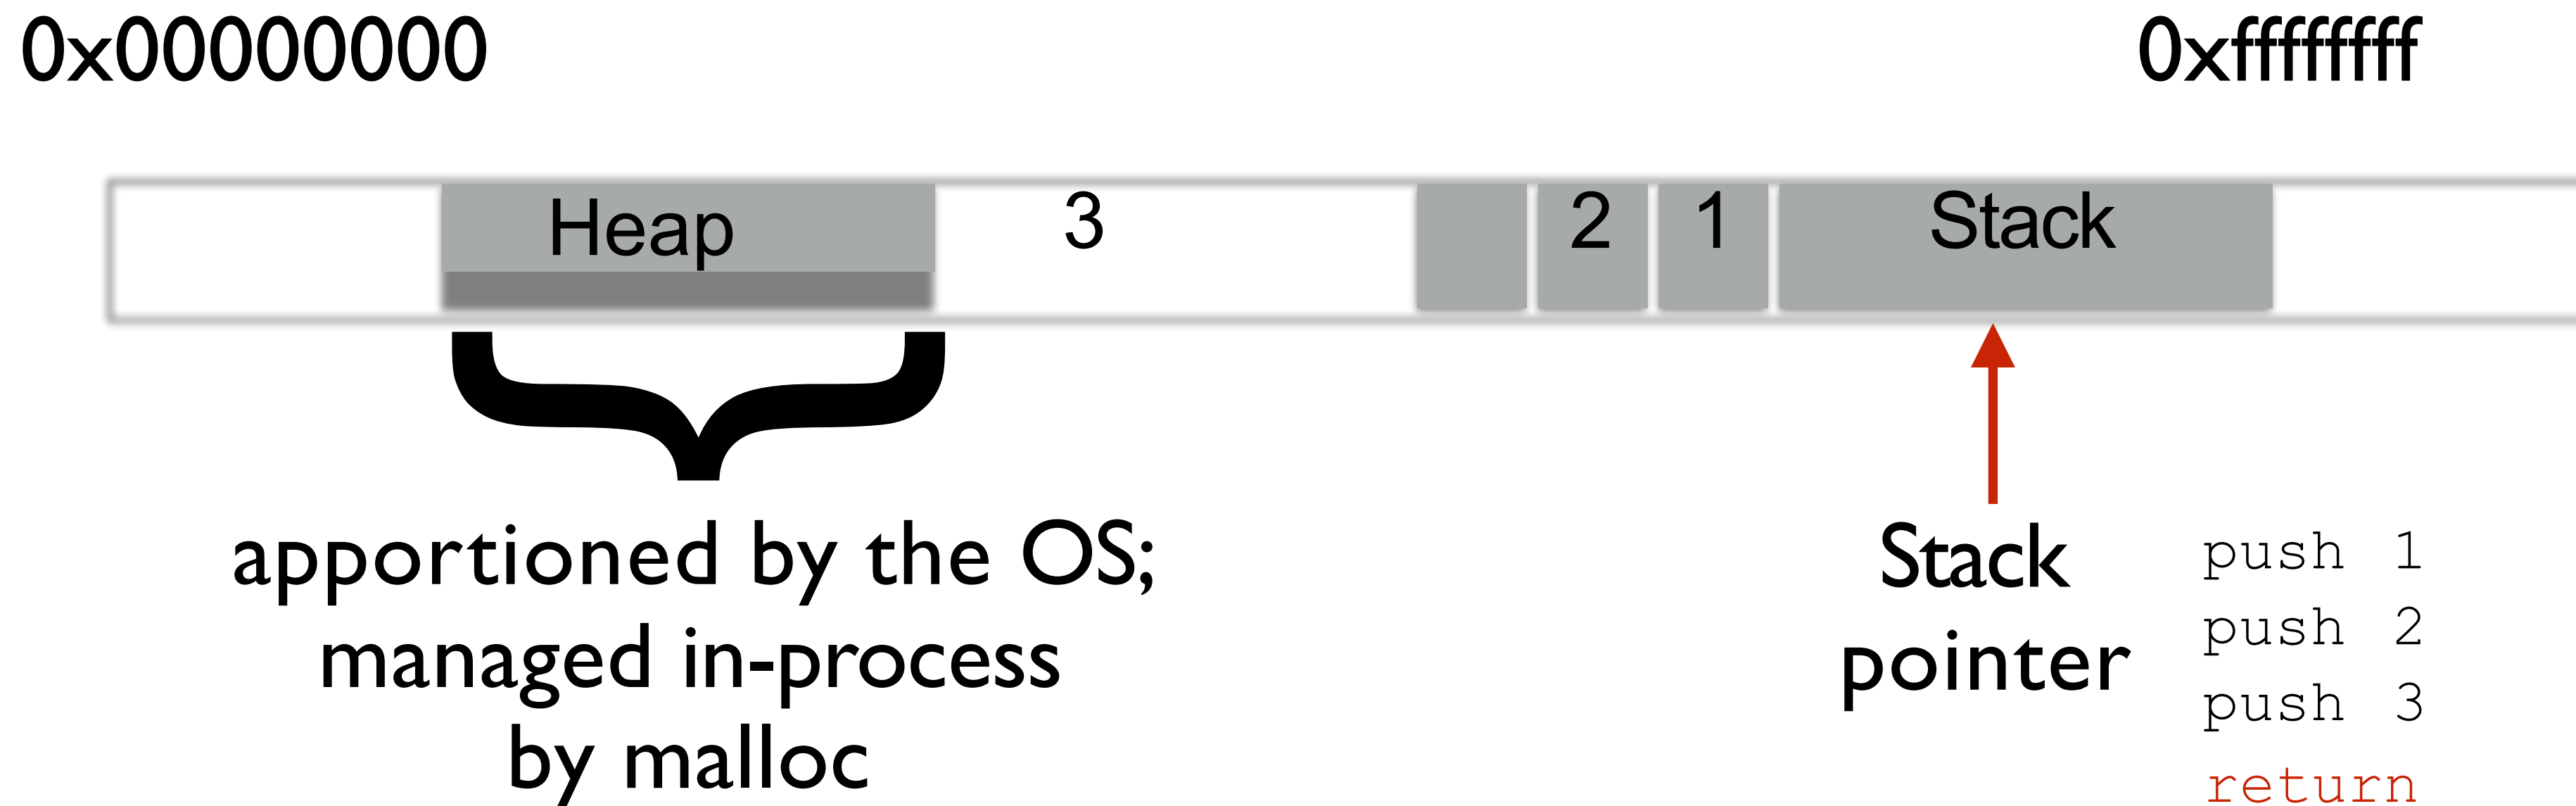 0x00000000
0xffffffff
Heap
3
2
1
Stack
apportioned by the OS;
managed in-process
by malloc
Stack
pointer
push 1
push 2
push 3
return